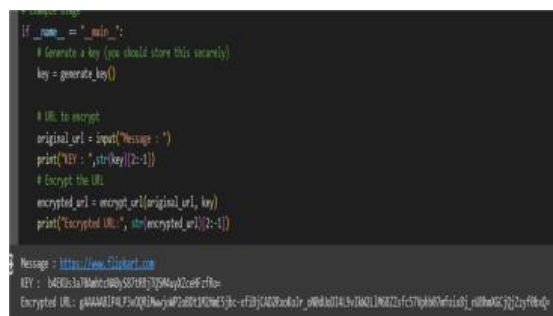 # Example usage
if __name__ == "__main__":
# Generate a key (you should store this securely)
key = generate_key()
# URL to encrypt
original_url = input("Message : ")
print("KEY : ",str(key)[2:-1])
# Encrypt the URL
encrypted_url = encrypt_url(original_url, key)
print("Encrypted URL:", str(encrypted_url)[2:-1])
Message : https://www.flipkart.com
KEY :
Encrypted URL: